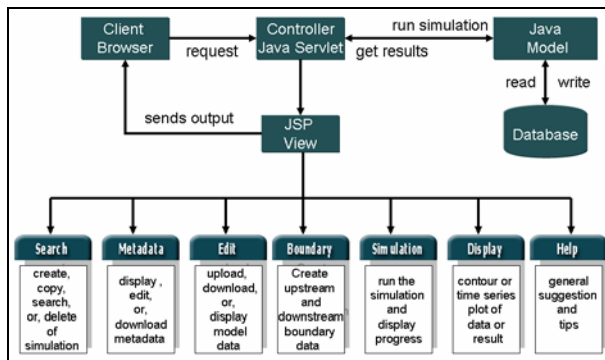 Client
Browser
request
Controller
Java Servlet
run simulation
get results
Java
Model
read write
sends output
JSP
View
Database
Search
create,
copy,
search,
or, delete
of
simulation
Metadata
display ,
edit,
or,
download
metadata
Edit
upload,
download,
or,
display
model
data
Boundary
Create
upstream
and
downstream
boundary
data
Simulation
run the
simulation
and
display
progress
Display
contour or
time series
plot of
data or
result
Help
general
suggestion
and
tips